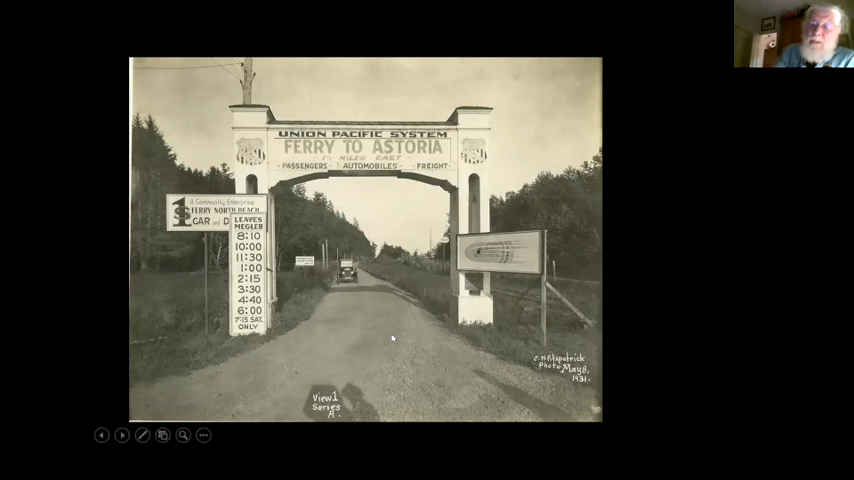 UNION PACIFIC SYSTEM
FERRY TO ASTORIA
1½ MILES EAST
PASSENGERS - AUTOMOBILES - FREIGHT
A Community Enterprise
$1
FERRY NORTH BEACH
CAR and D
LEAVES
MEGLER
8:10
10:00
11:30
1:00
2:15
3:30
4:40
6:00
7:15 SAT.
ONLY
C N Fitzpatrick
Photo May 8,
1931.
View 1
Series
A.